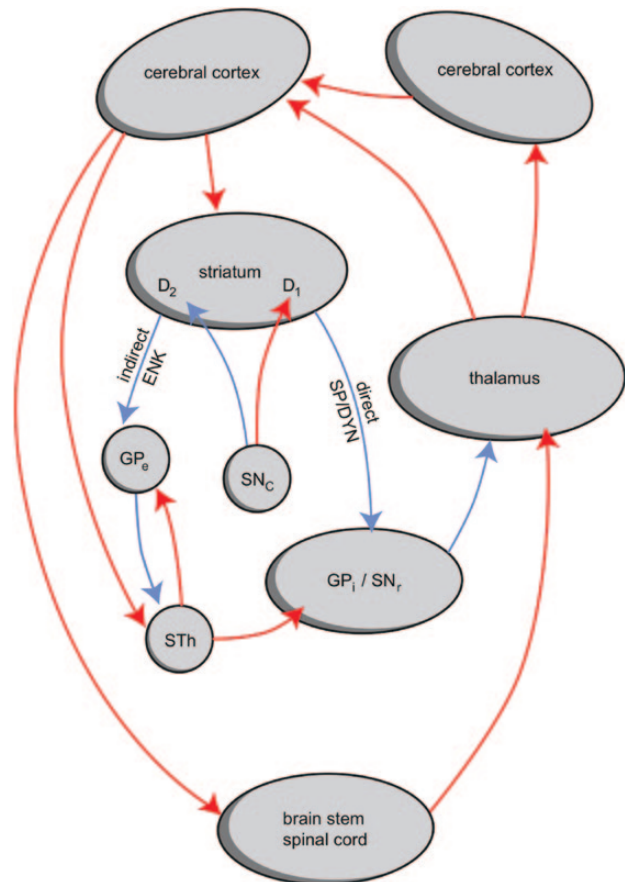 cerebral cortex
cerebral cortex
striatum
D2
D1
indirect
ENK
direct
SP/DYN
thalamus
GPe
SNC
GPi / SNr
STh
brain stem
spinal cord